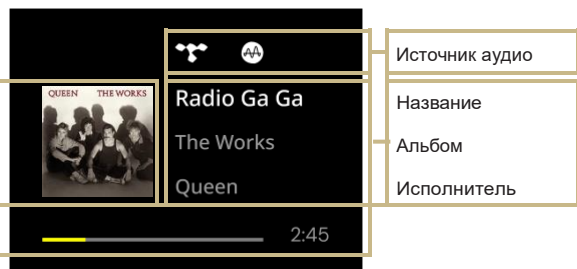 Источник аудио
QUEEN THE WORKS
Radio Ga Ga
Название
The Works
Альбом
Queen
Исполнитель
2:45